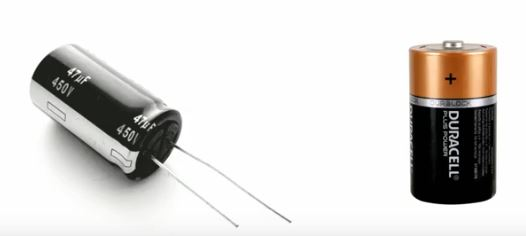 47µF
450V
47µF
450V
+
DURALOCK
DURACELL®
PLUS POWER